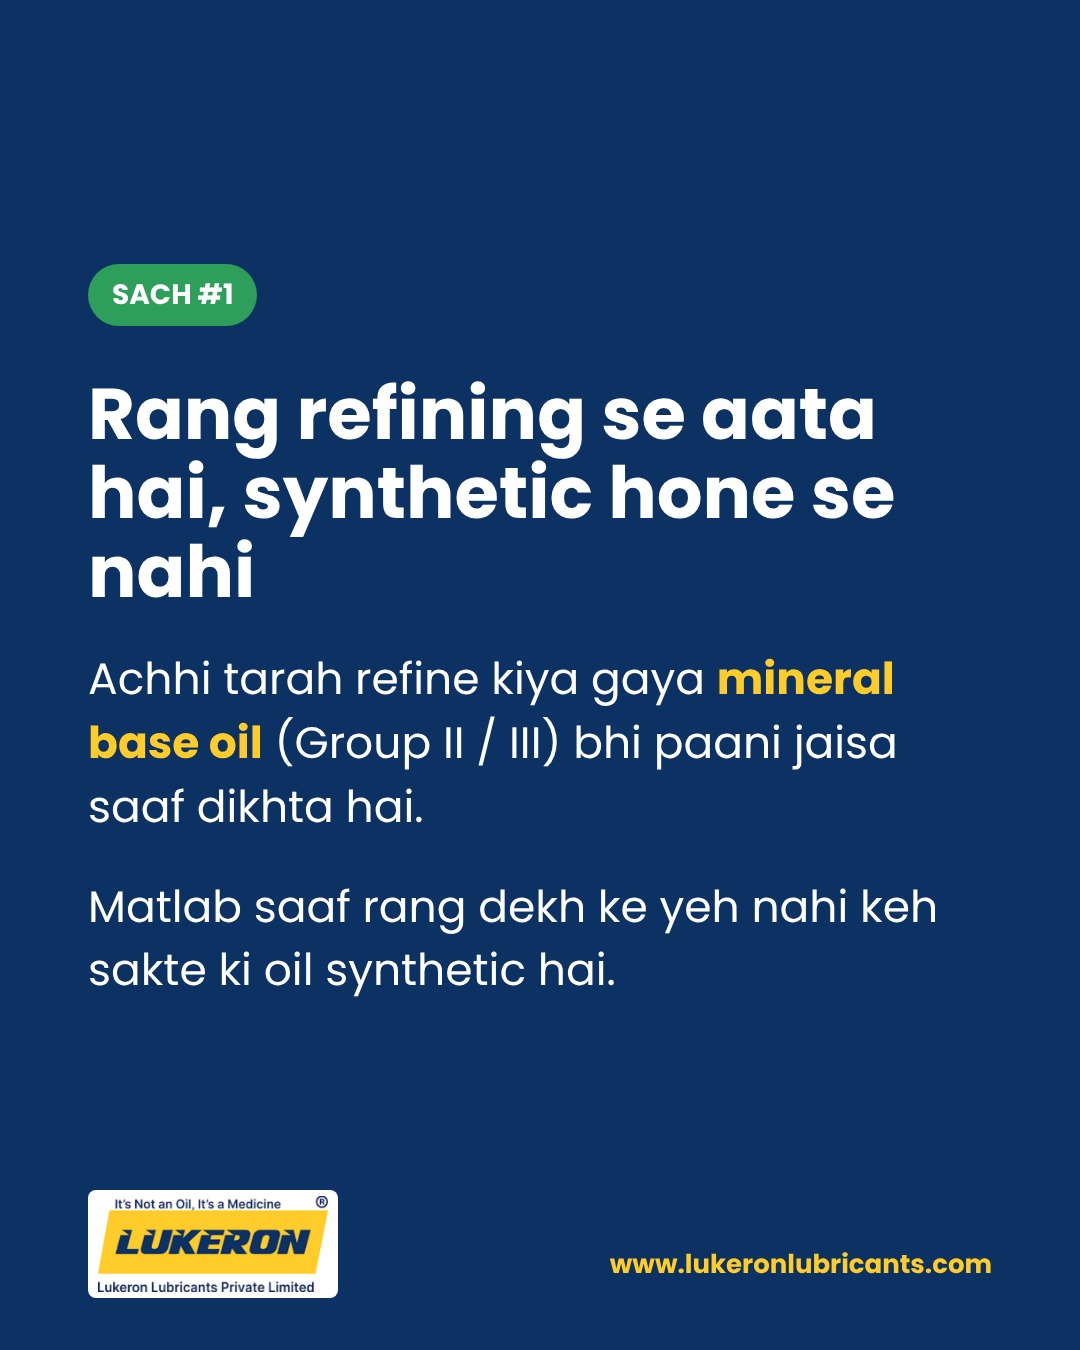 SACH #1
Rang refining se aata
hai, synthetic hone se
nahi
Achhi tarah refine kiya gaya mineral
base oil (Group II / III) bhi paani jaisa
saaf dikhta hai.
Matlab saaf rang dekh ke yeh nahi keh
sakte ki oil synthetic hai.
It's Not an Oil, It's a Medicine ®
LUKERON
Lukeron Lubricants Private Limited
www.lukeronlubricants.com